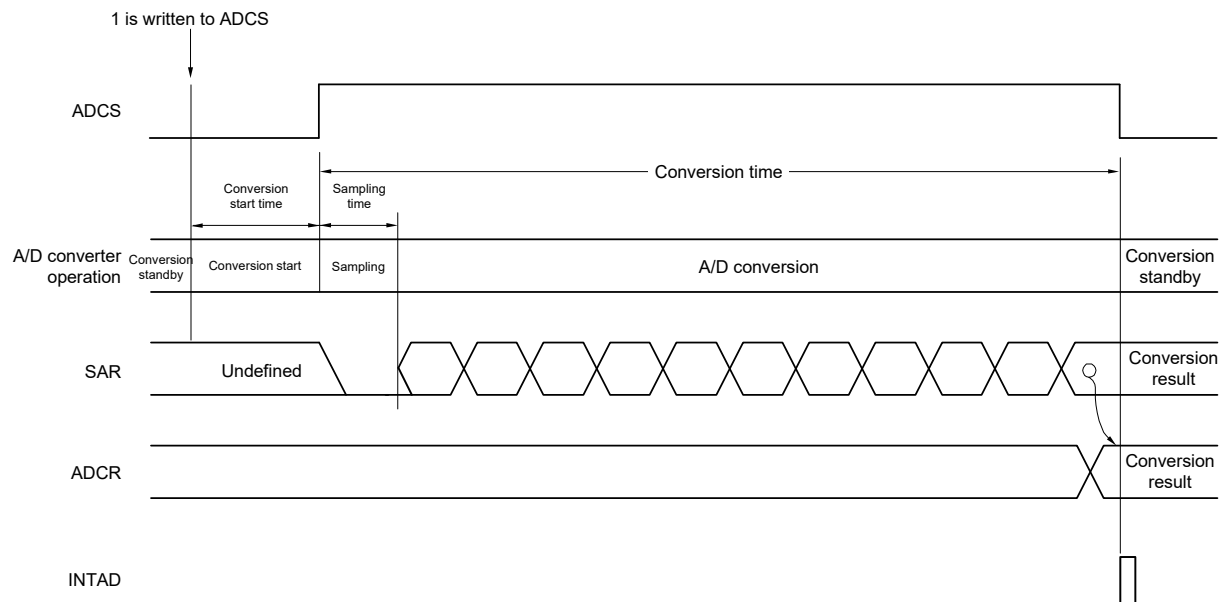 1 is written to ADCS
ADCS
Conversion time
Conversion
start time
Sampling
time
A/D converter
operation
Conversion
standby
Conversion start
Sampling
A/D conversion
Conversion
standby
SAR
Undefined
Conversion
result
ADCR
Conversion
result
INTAD